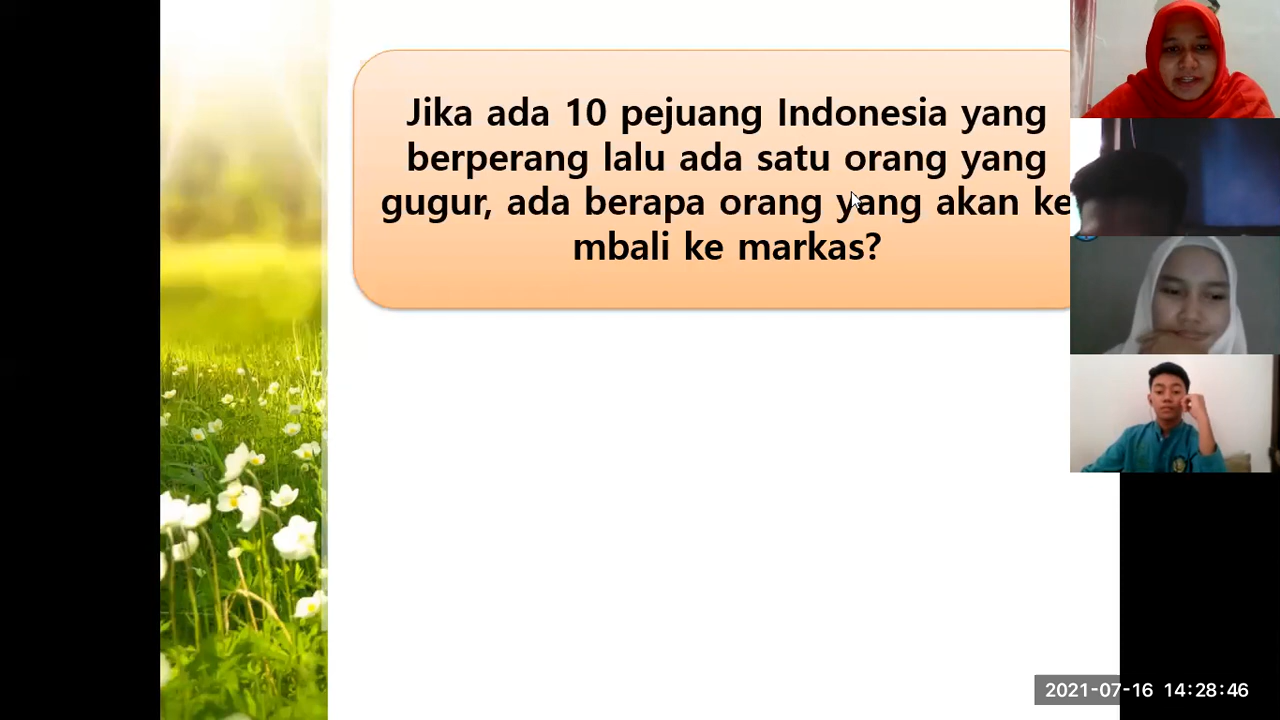 Jika ada 10 pejuang Indonesia yang
berperang lalu ada satu orang yang
gugur, ada berapa orang yang akan ke
mbali ke markas?
2021-07-16 14:28:46